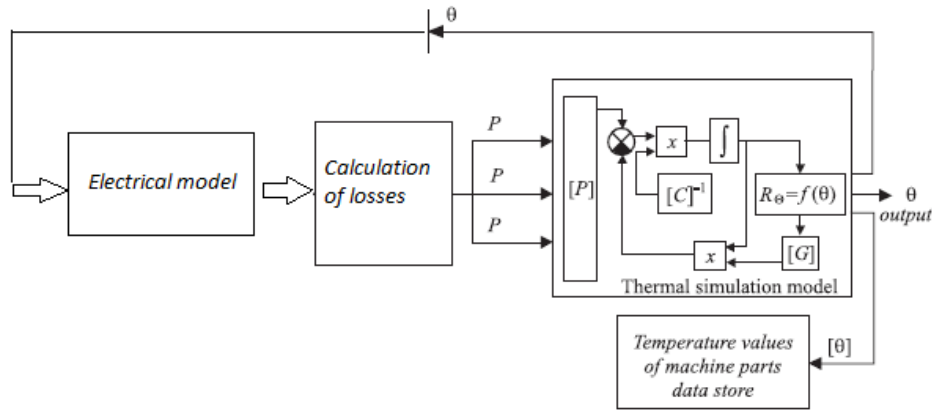 θ
Electrical model
Calculation
of losses
P
P
P
[P]
x
∫
[C]⁻¹
R_Θ=f(θ)
x
[G]
Thermal simulation model
θ
output
[θ]
Temperature values
of machine parts
data store